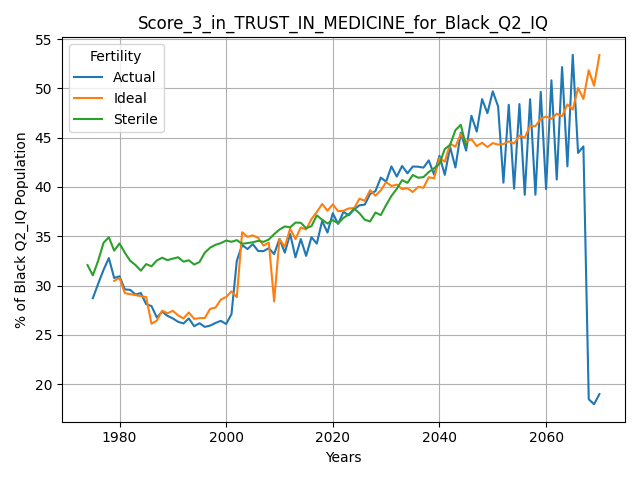 Score_3_in_TRUST_IN_MEDICINE_for_Black_Q2_IQ
Fertility
Actual
Ideal
Sterile
% of Black Q2_IQ Population
55
50
45
40
35
30
25
20
1980
2000
2020
2040
2060
Years